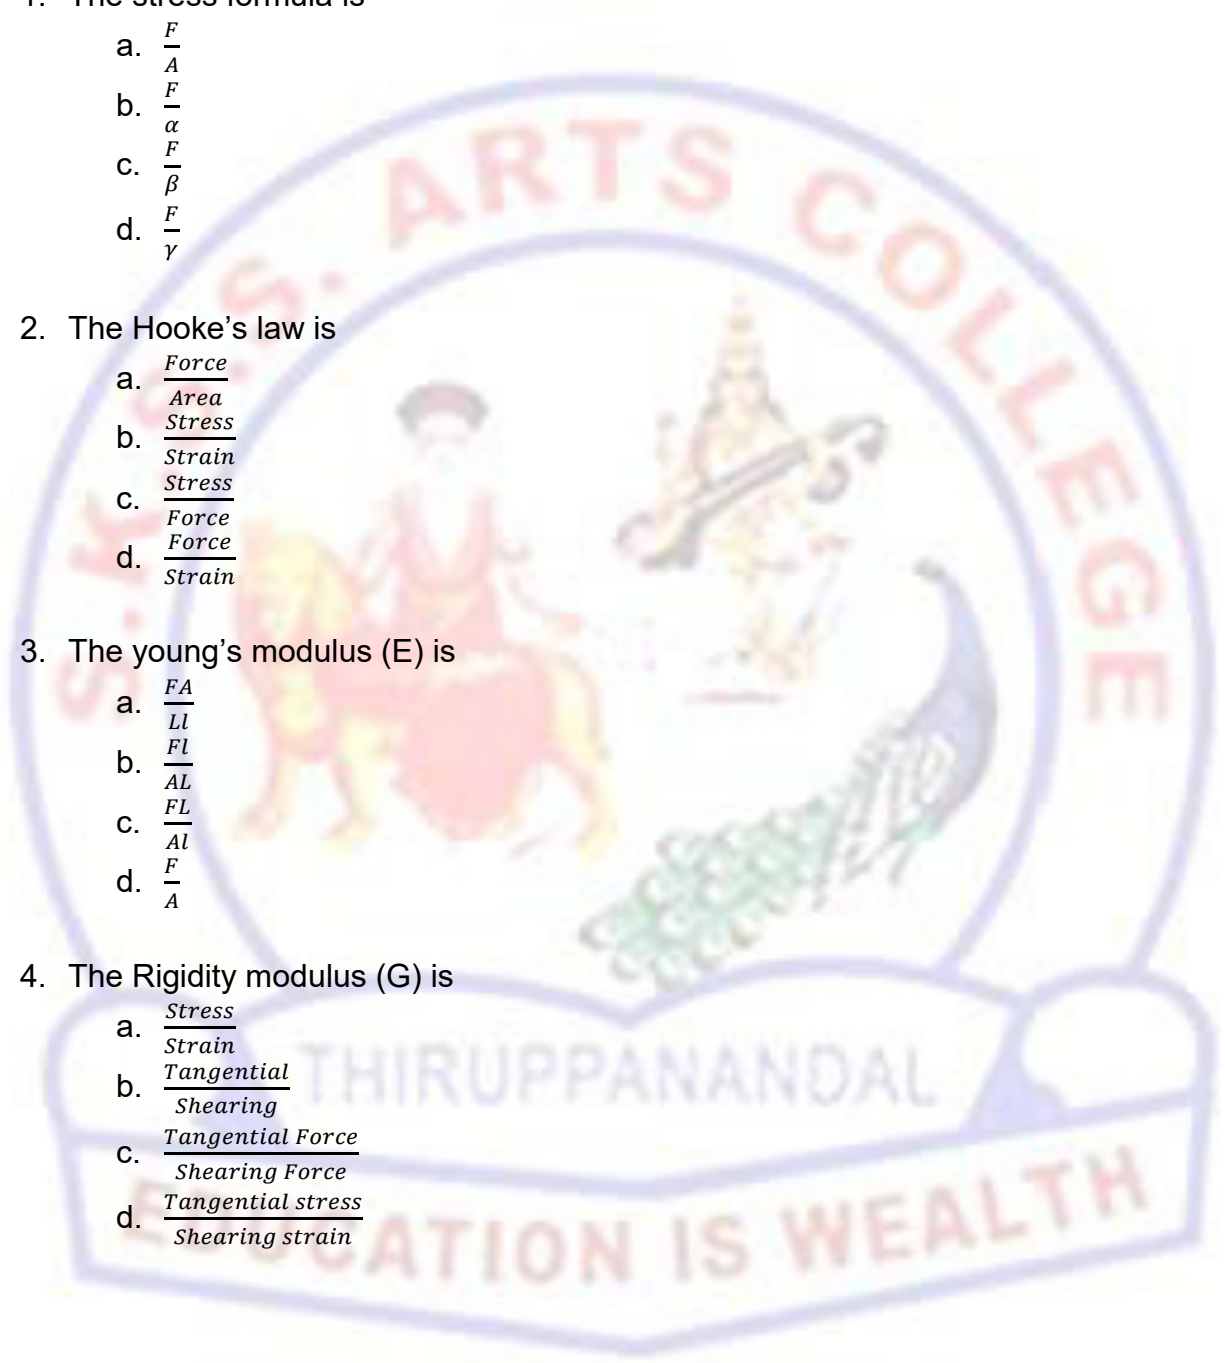 1. The stress formula is
a. F/A
b. F/α
c. F/β
d. F/γ
2. The Hooke’s law is
a. Force/Area
b. Stress/Strain
c. Stress/Force
d. Force/Strain
3. The young’s modulus (E) is
a. FA/Ll
b. Fl/AL
c. FL/Al
d. F/A
4. The Rigidity modulus (G) is
a. Stress/Strain
b. Tangential/Shearing
c. Tangential Force/Shearing Force
d. Tangential stress/Shearing strain
S.K.S.S. ARTS COLLEGE
THIRUPPANANDAL
EDUCATION IS WEALTH